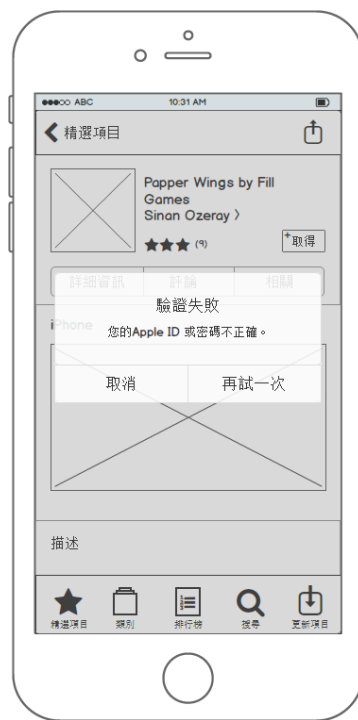 ABC 10:31 AM
精選項目
Papper Wings by Fill
Games
Sinan Ozeray 〉
(9)
+取得
詳細資訊 評論 相關
驗證失敗
iPhone
您的Apple ID 或密碼不正確。
取消 再試一次
描述
精選項目 類別 排行榜 搜尋 更新項目